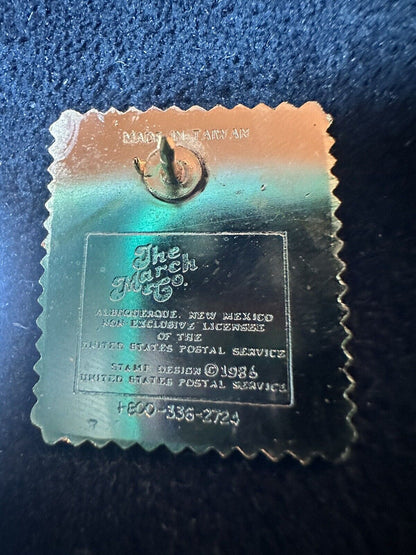 MADE IN TAIWAN
The
March
Co.
ALBUQUERQUE, NEW MEXICO
NON EXCLUSIVE LICENSEE
OF THE
UNITED STATES POSTAL SERVICE
STAMP DESIGN © 1986
UNITED STATES POSTAL SERVICE
1-800-336-2724